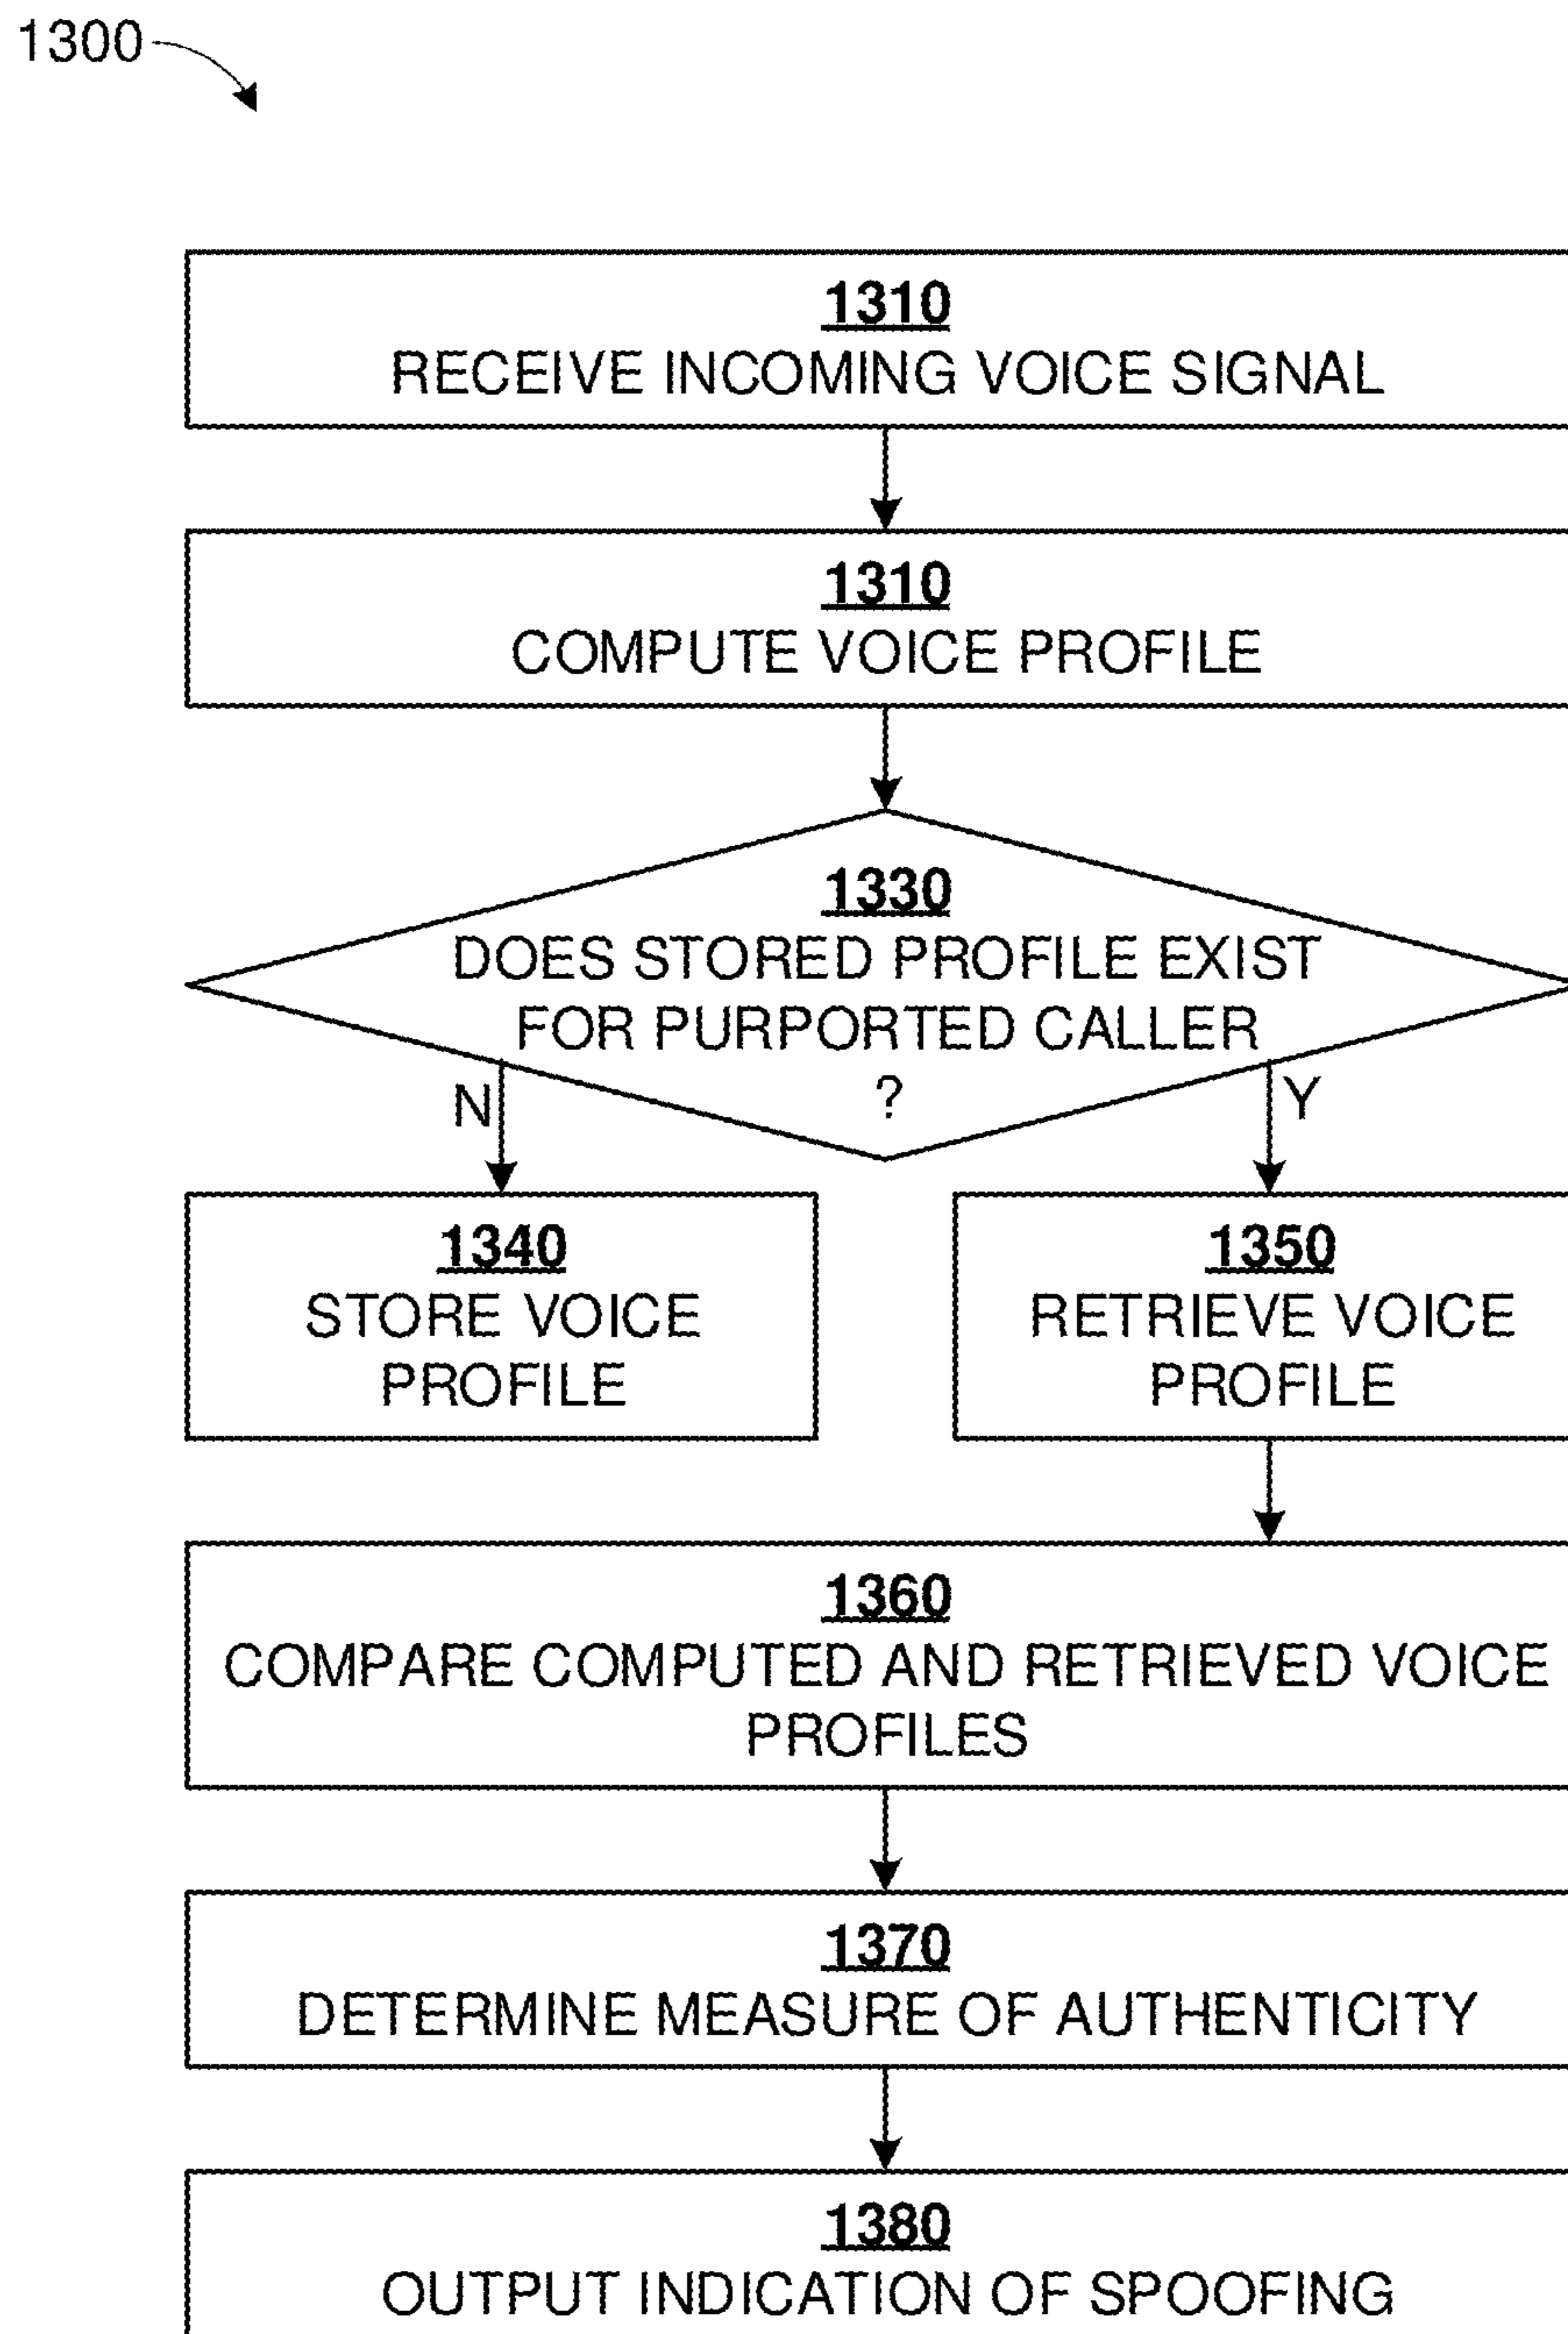 1300
1310
RECEIVE INCOMING VOICE SIGNAL
1310
COMPUTE VOICE PROFILE
1330
DOES STORED PROFILE EXIST
FOR PURPORTED CALLER
?
N
Y
1340
STORE VOICE
PROFILE
1350
RETRIEVE VOICE
PROFILE
1360
COMPARE COMPUTED AND RETRIEVED VOICE
PROFILES
1370
DETERMINE MEASURE OF AUTHENTICITY
1380
OUTPUT INDICATION OF SPOOFING